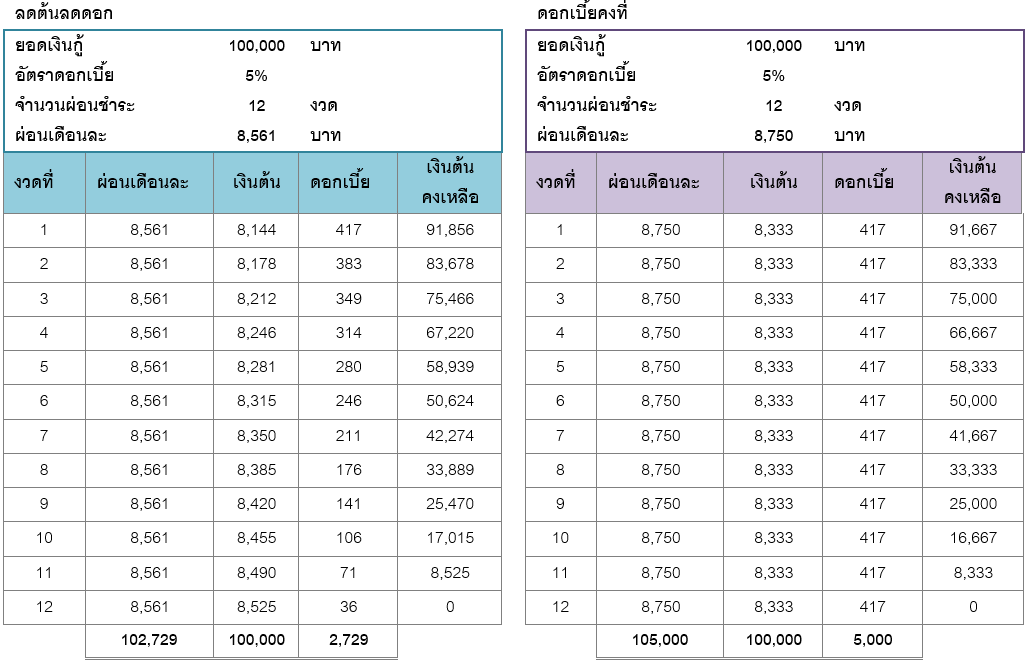 ลดต้นลดดอก
ยอดเงินกู้ 100,000 บาท
อัตราดอกเบี้ย 5%
จำนวนผ่อนชำระ 12 งวด
ผ่อนเดือนละ 8,561 บาท
งวดที่ ผ่อนเดือนละ เงินต้น ดอกเบี้ย เงินต้น
คงเหลือ
1 8,561 8,144 417 91,856
2 8,561 8,178 383 83,678
3 8,561 8,212 349 75,466
4 8,561 8,246 314 67,220
5 8,561 8,281 280 58,939
6 8,561 8,315 246 50,624
7 8,561 8,350 211 42,274
8 8,561 8,385 176 33,889
9 8,561 8,420 141 25,470
10 8,561 8,455 106 17,015
11 8,561 8,490 71 8,525
12 8,561 8,525 36 0
102,729 100,000 2,729
ดอกเบี้ยคงที่
ยอดเงินกู้ 100,000 บาท
อัตราดอกเบี้ย 5%
จำนวนผ่อนชำระ 12 งวด
ผ่อนเดือนละ 8,750 บาท
งวดที่ ผ่อนเดือนละ เงินต้น ดอกเบี้ย เงินต้น
คงเหลือ
1 8,750 8,333 417 91,667
2 8,750 8,333 417 83,333
3 8,750 8,333 417 75,000
4 8,750 8,333 417 66,667
5 8,750 8,333 417 58,333
6 8,750 8,333 417 50,000
7 8,750 8,333 417 41,667
8 8,750 8,333 417 33,333
9 8,750 8,333 417 25,000
10 8,750 8,333 417 16,667
11 8,750 8,333 417 8,333
12 8,750 8,333 417 0
105,000 100,000 5,000